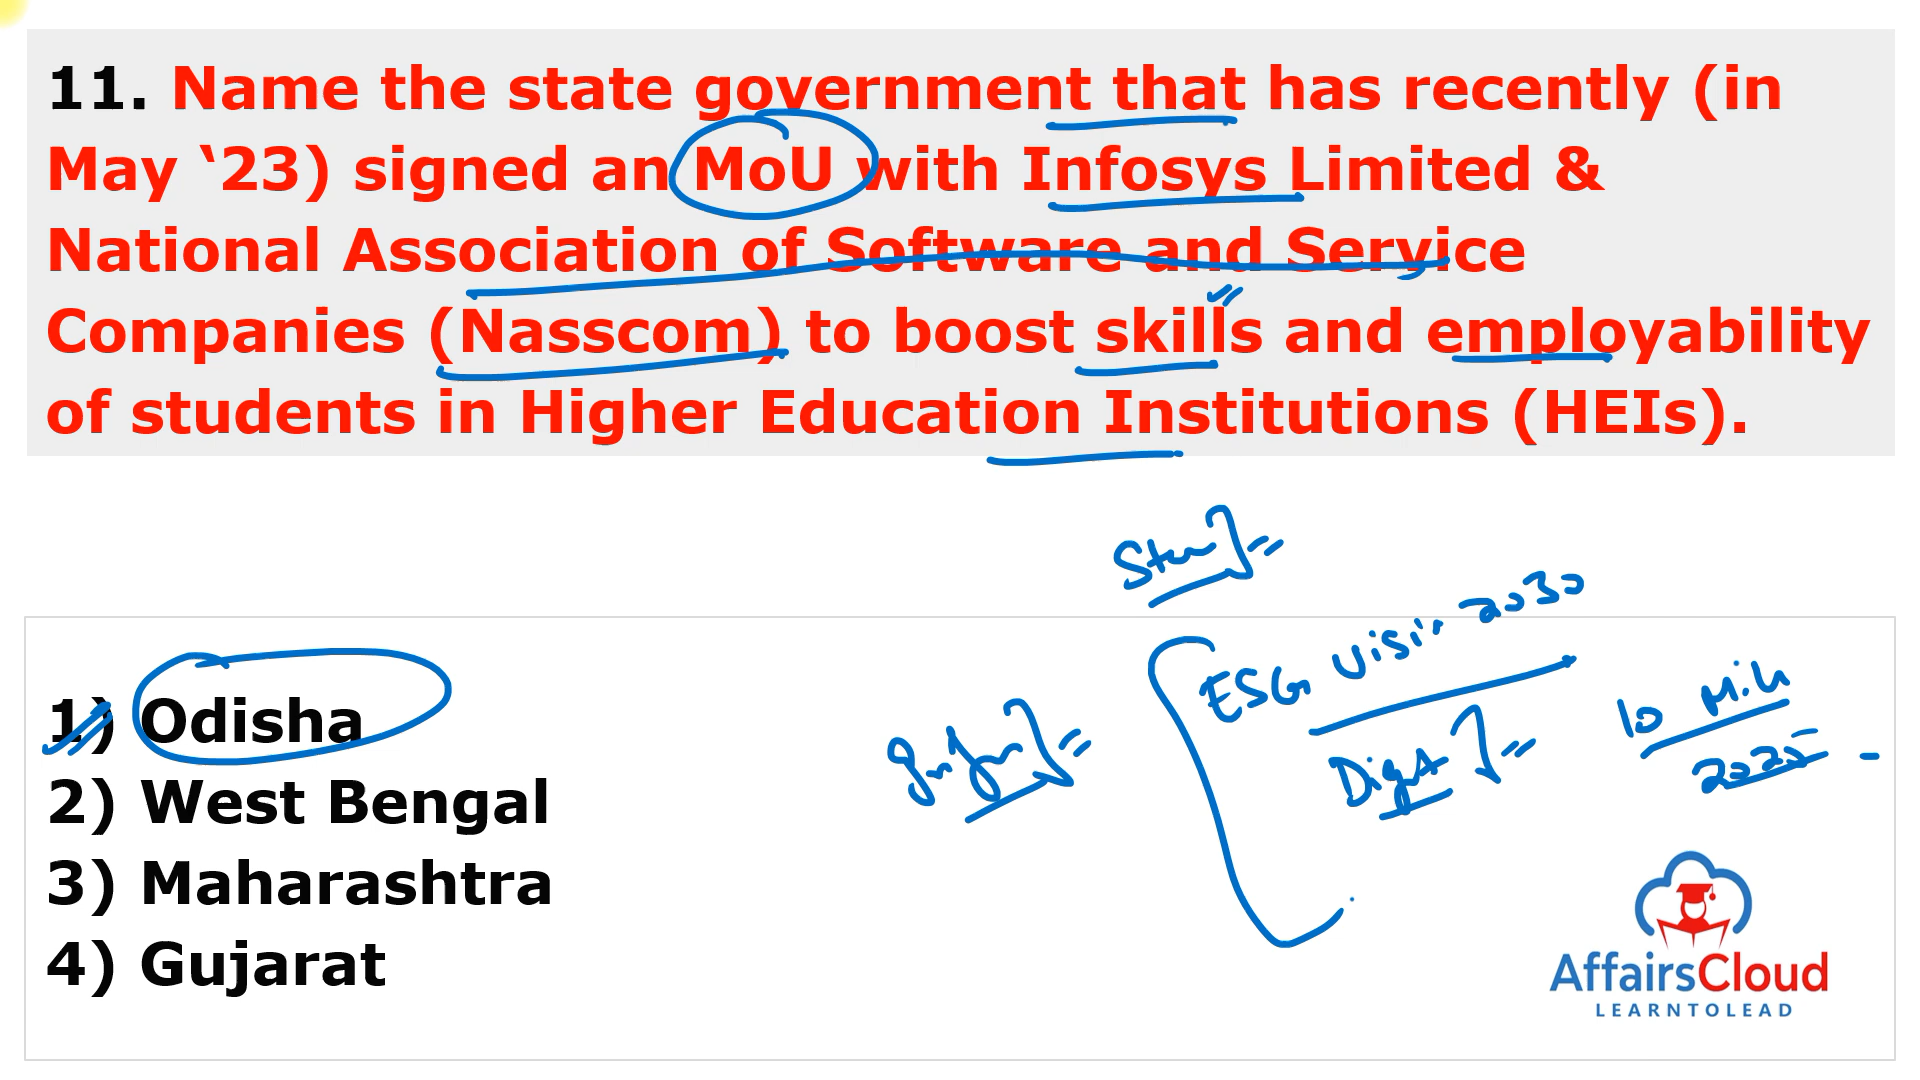 11. Name the state government that has recently (in
May ‘23) signed an MoU with Infosys Limited &
National Association of Software and Service
Companies (Nasscom) to boost skills and employability
of students in Higher Education Institutions (HEIs).
ESG Visi 2030
10 Mil
2025
1) Odisha
2) West Bengal
3) Maharashtra
4) Gujarat
AffairsCloud
LEARNTOLEAD